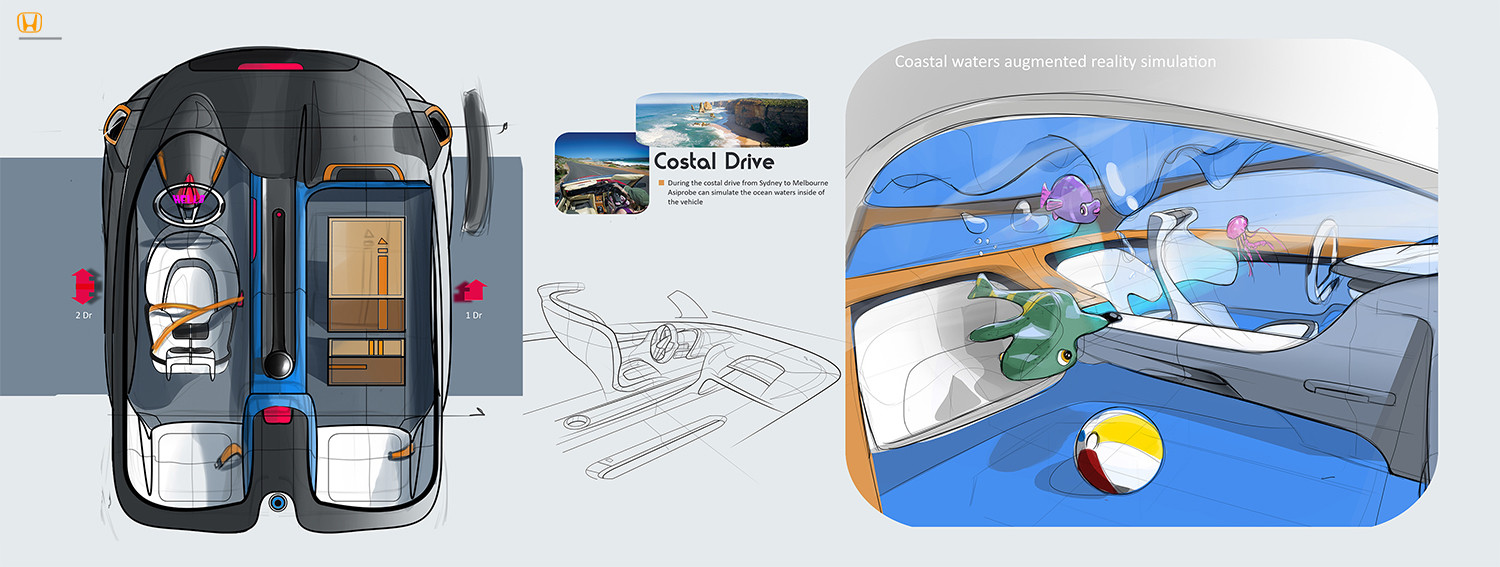 2 Dr
1 Dr
Costal Drive
During the costal drive from Sydney to Melbourne
Asiprobe can simulate the ocean waters inside of
the vehicle
Coastal waters augmented reality simulation